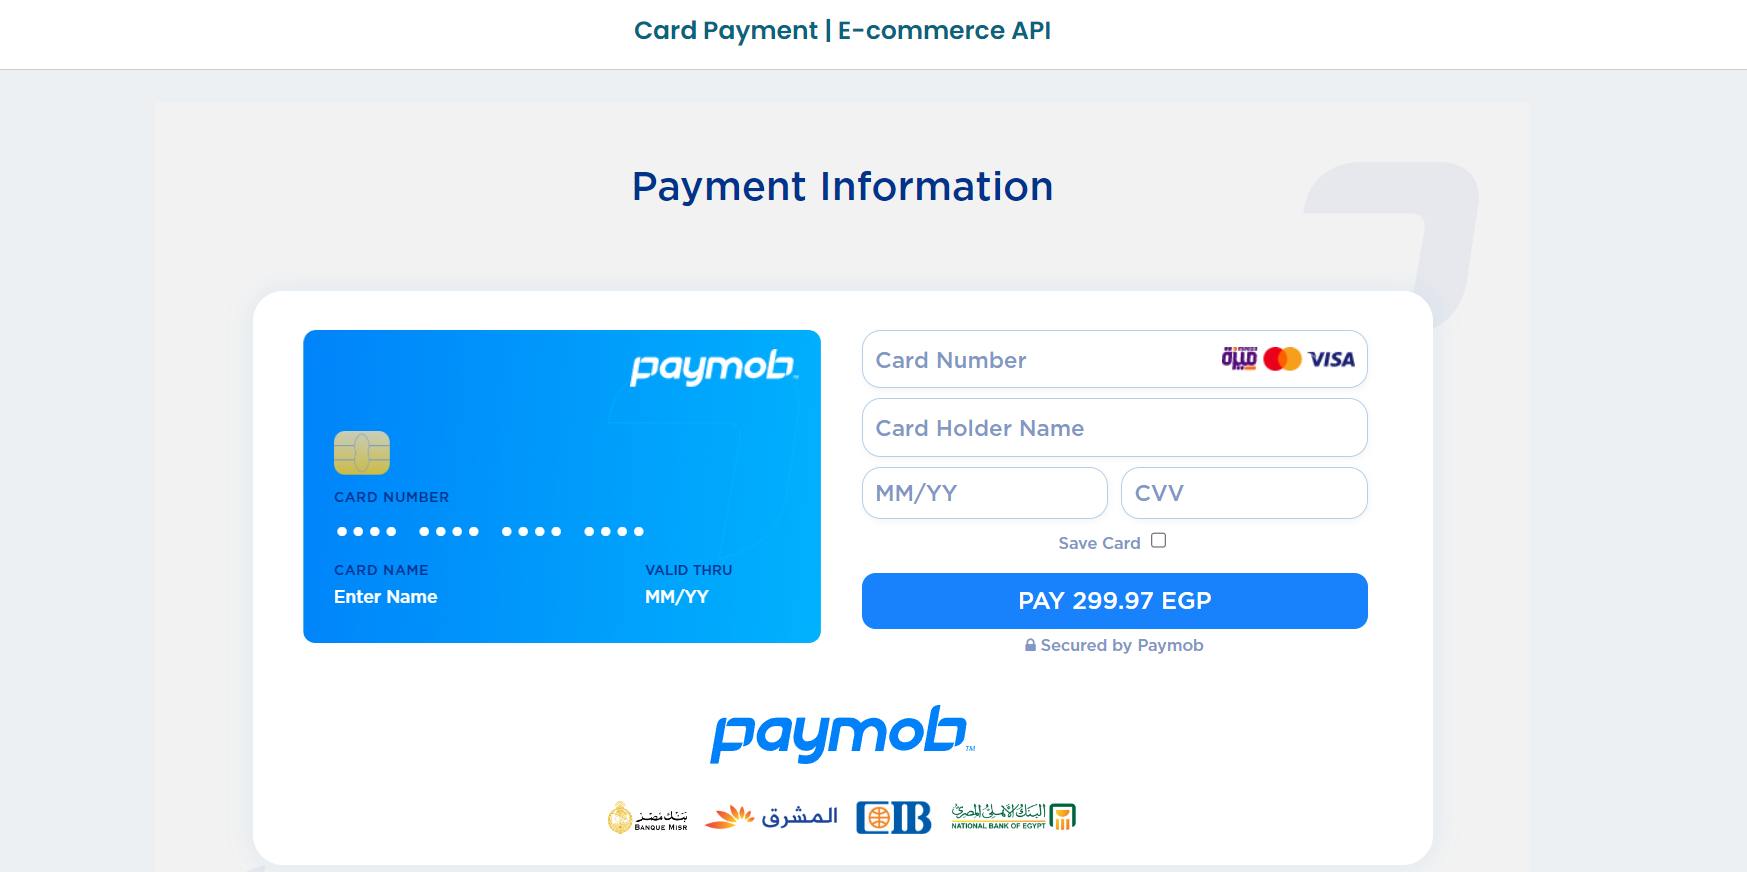 Card Payment | E-commerce API
Payment Information
paymob
CARD NUMBER
•••• •••• •••• ••••
CARD NAME
VALID THRU
Enter Name
MM/YY
Card Number
ميزة
VISA
Card Holder Name
MM/YY
CVV
Save Card
PAY 299.97 EGP
Secured by Paymob
paymob™
بنك مصر
BANQUE MISR
المشرق
CIB
البنك الأهلي المصري
NATIONAL BANK OF EGYPT